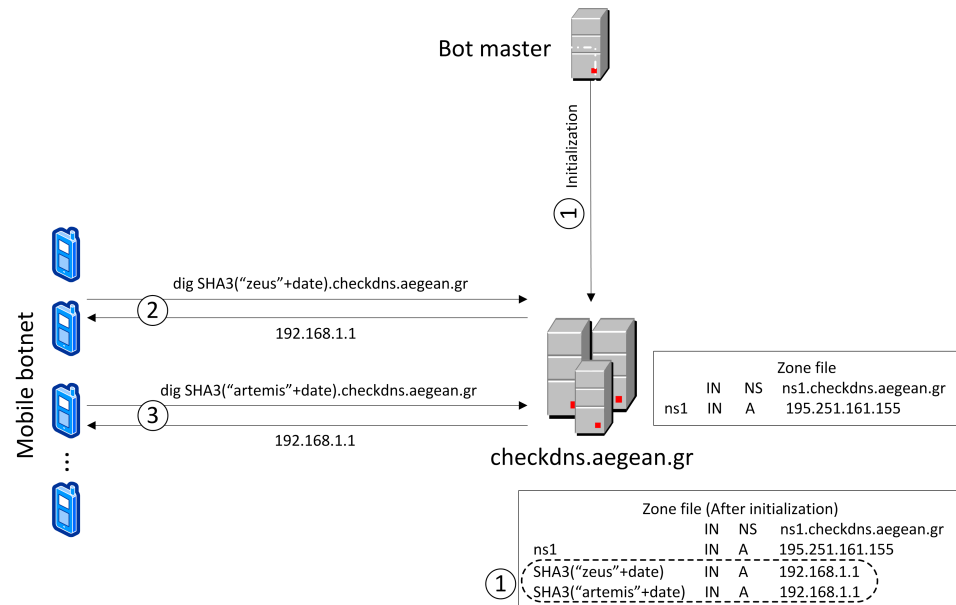 Bot master
① Initialization
dig SHA3(“zeus”+date).checkdns.aegean.gr
②
192.168.1.1
dig SHA3(“artemis”+date).checkdns.aegean.gr
③
192.168.1.1
Mobile botnet
...
checkdns.aegean.gr
Zone file
IN NS ns1.checkdns.aegean.gr
ns1 IN A 195.251.161.155
Zone file (After initialization)
IN NS ns1.checkdns.aegean.gr
ns1 IN A 195.251.161.155
①
SHA3(“zeus”+date) IN A 192.168.1.1
SHA3(“artemis”+date) IN A 192.168.1.1